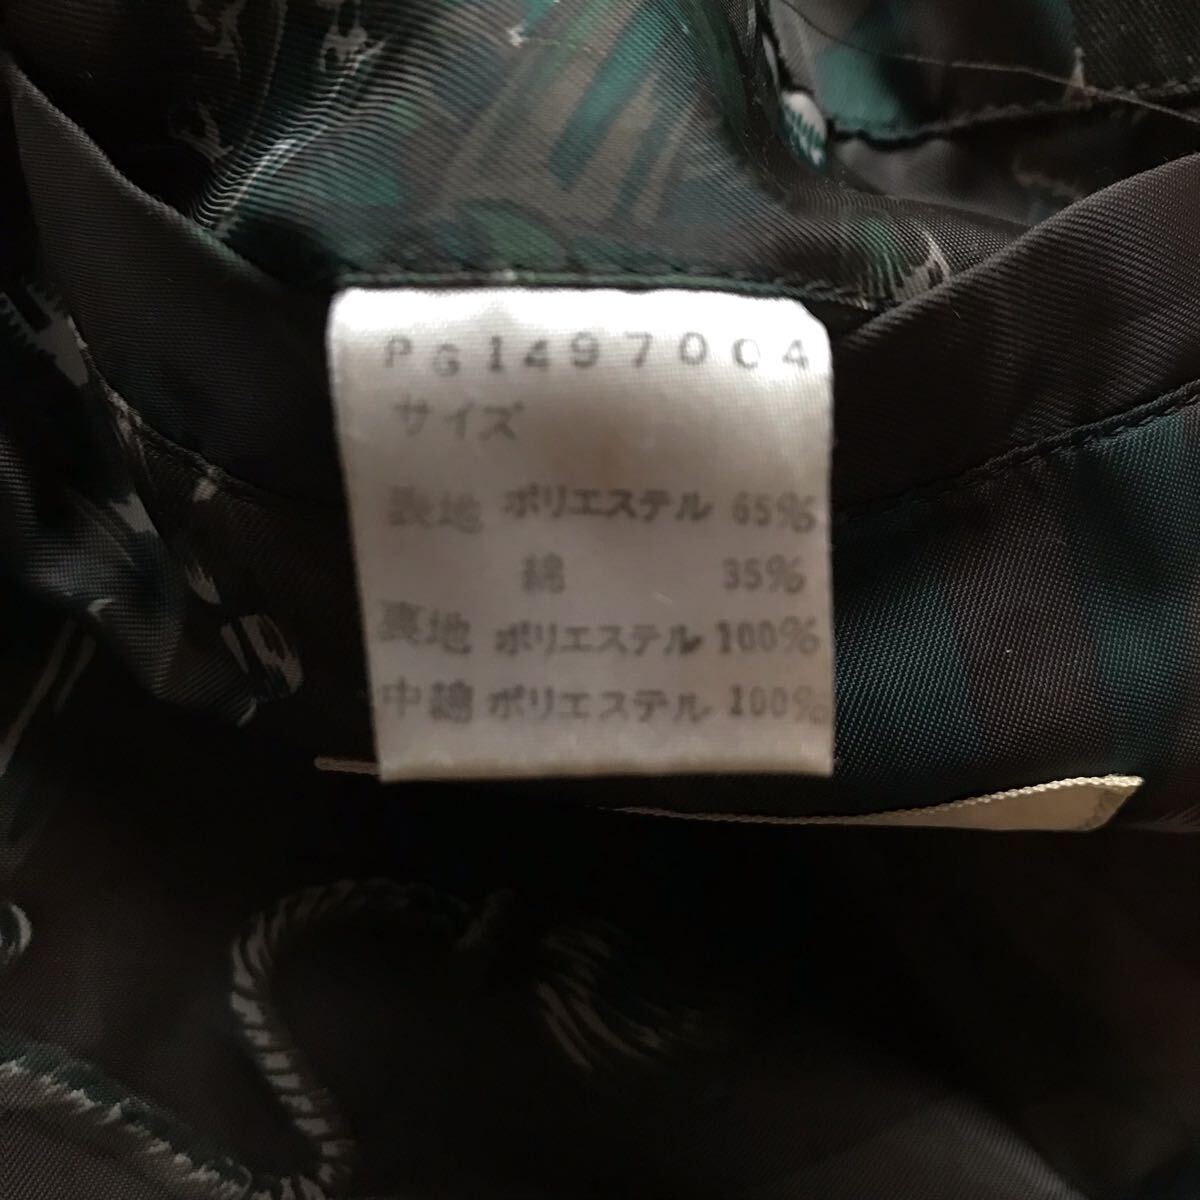 PG1497004
サイズ
表地 ポリエステル 65%
綿 35%
裏地 ポリエステル 100%
中綿 ポリエステル 100%